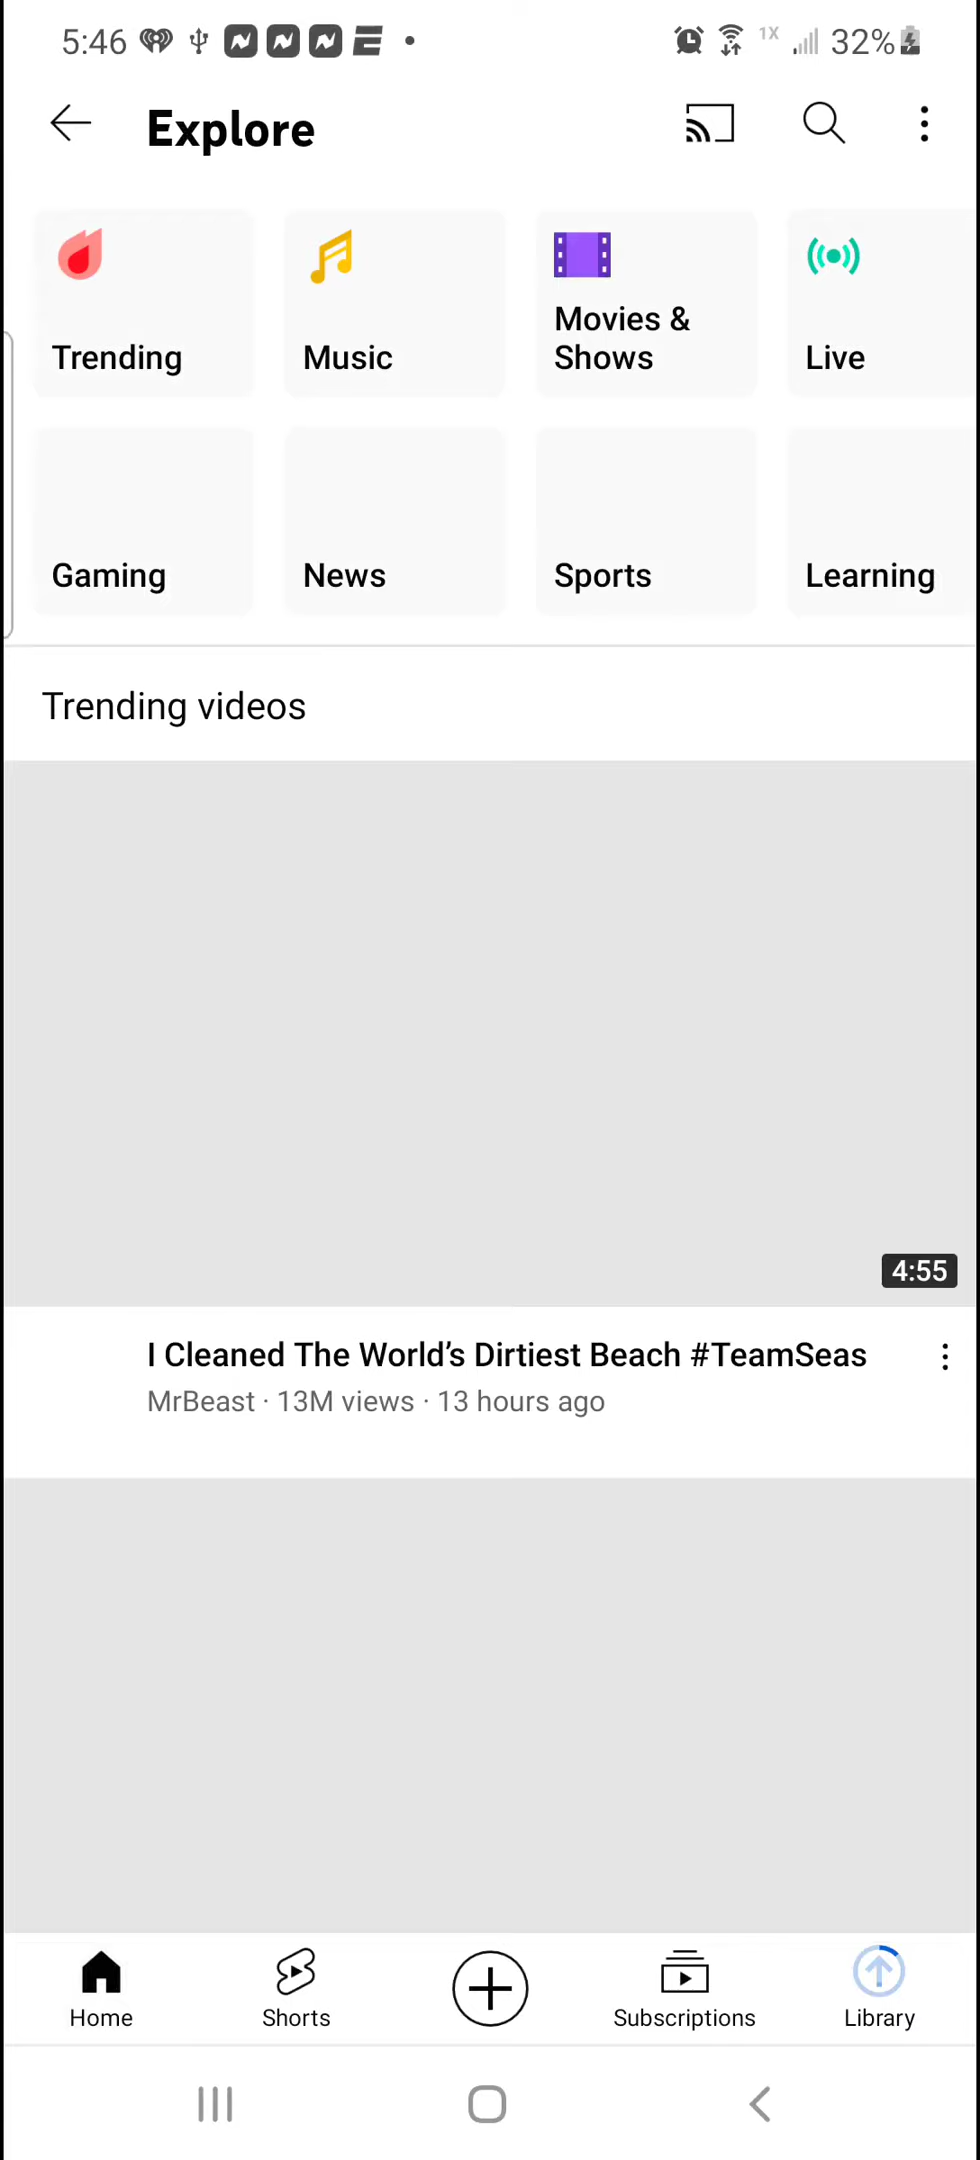 5:46
1X 32%
Explore
Trending
Music
Movies &
Shows
Live
Gaming
News
Sports
Learning
Trending videos
4:55
I Cleaned The World’s Dirtiest Beach #TeamSeas
MrBeast · 13M views · 13 hours ago
Home
Shorts
Subscriptions
Library